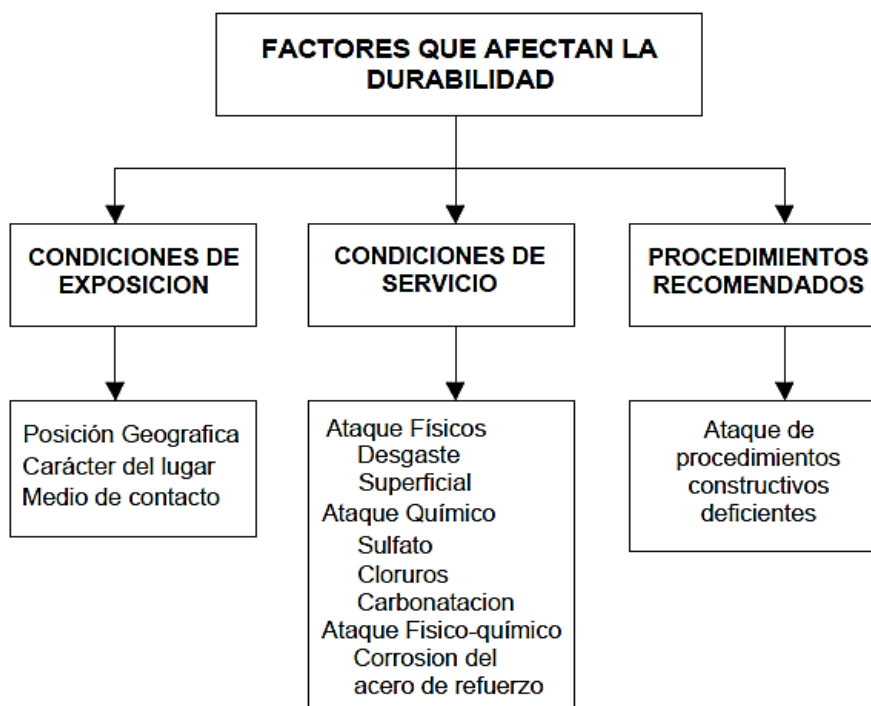 FACTORES QUE AFECTAN LA
DURABILIDAD
CONDICIONES DE
EXPOSICION
CONDICIONES DE
SERVICIO
PROCEDIMIENTOS
RECOMENDADOS
Posición Geografica
Carácter del lugar
Medio de contacto
Ataque Físicos
Desgaste
Superficial
Ataque Químico
Sulfato
Cloruros
Carbonatacion
Ataque Fisico-químico
Corrosion del
acero de refuerzo
Ataque de
procedimientos
constructivos
deficientes